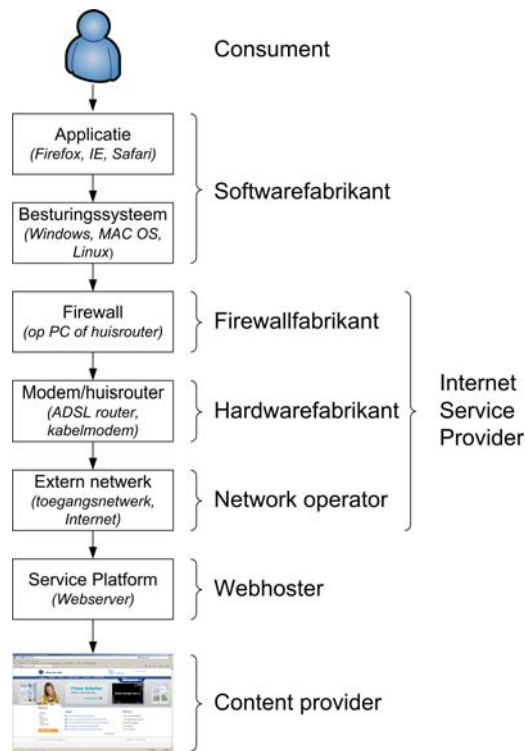 Consument
Applicatie
(Firefox, IE, Safari)
Softwarefabrikant
Besturingssysteem
(Windows, MAC OS,
Linux)
Firewall
(op PC of huisrouter)
Firewallfabrikant
Modem/huisrouter
(ADSL router,
kabelmodem)
Hardwarefabrikant
Internet
Service
Provider
Extern netwerk
(toegangsnetwerk,
Internet)
Network operator
Service Platform
(Webserver)
Webhoster
Content provider